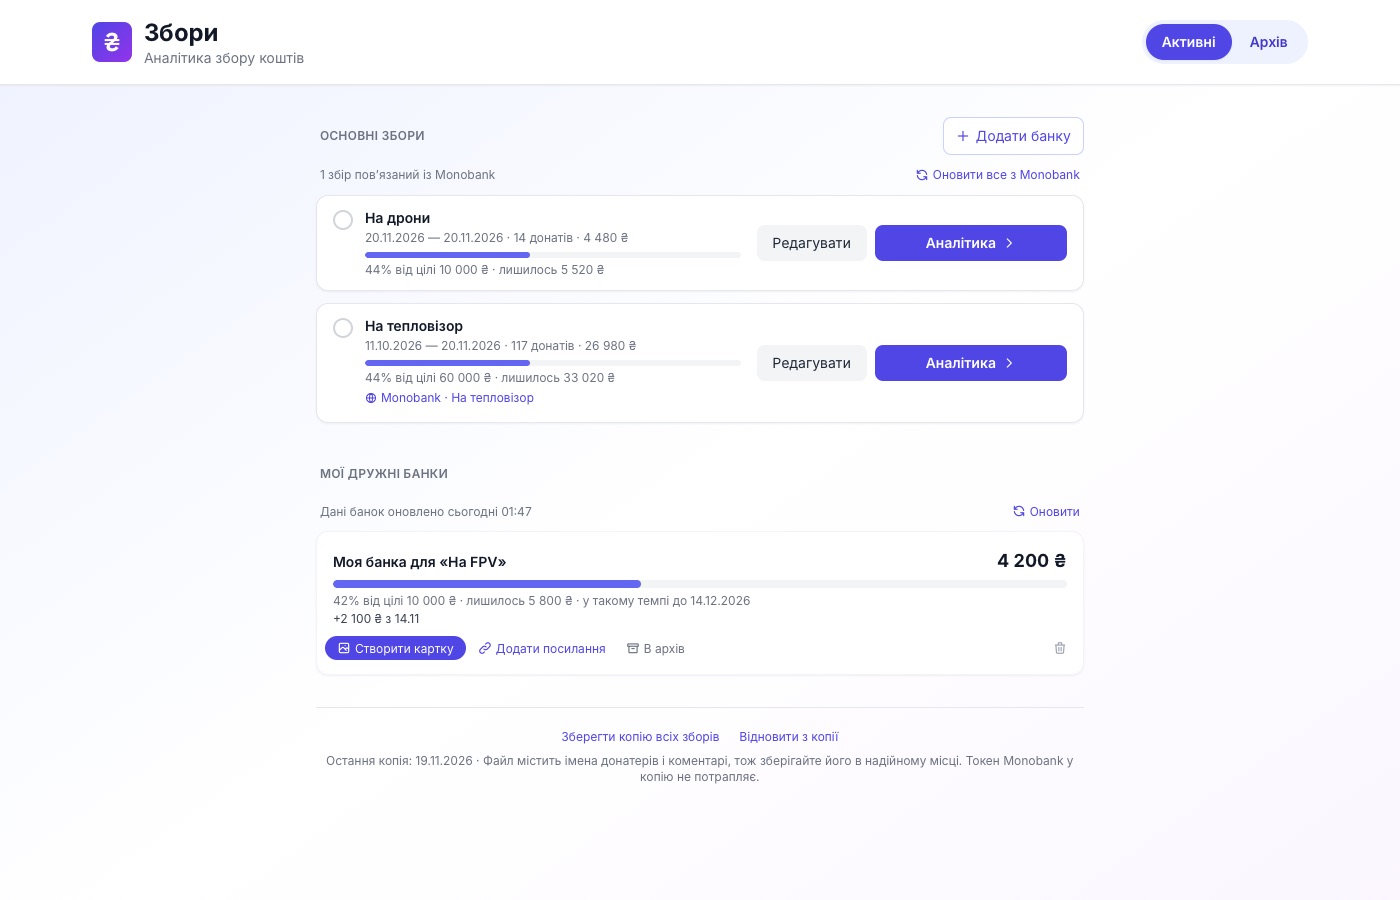 ₴
Збори
Аналітика збору коштів
Активні
Архів
ОСНОВНІ ЗБОРИ
Додати банку
1 збір пов’язаний із Monobank
Оновити все з Monobank
На дрони
20.11.2026 — 20.11.2026 · 14 донатів · 4 480 ₴
44% від цілі 10 000 ₴ · лишилось 5 520 ₴
Редагувати
Аналітика
На тепловізор
11.10.2026 — 20.11.2026 · 117 донатів · 26 980 ₴
44% від цілі 60 000 ₴ · лишилось 33 020 ₴
Monobank · На тепловізор
Редагувати
Аналітика
МОЇ ДРУЖНІ БАНКИ
Дані банок оновлено сьогодні 01:47
Оновити
Моя банка для «На FPV»
4 200 ₴
42% від цілі 10 000 ₴ · лишилось 5 800 ₴ · у такому темпі до 14.12.2026
+2 100 ₴ з 14.11
Створити картку
Додати посилання
В архів
Зберегти копію всіх зборів
Відновити з копії
Остання копія: 19.11.2026 · Файл містить імена донатерів і коментарі, тож зберігайте його в надійному місці. Токен Monobank у
копію не потрапляє.